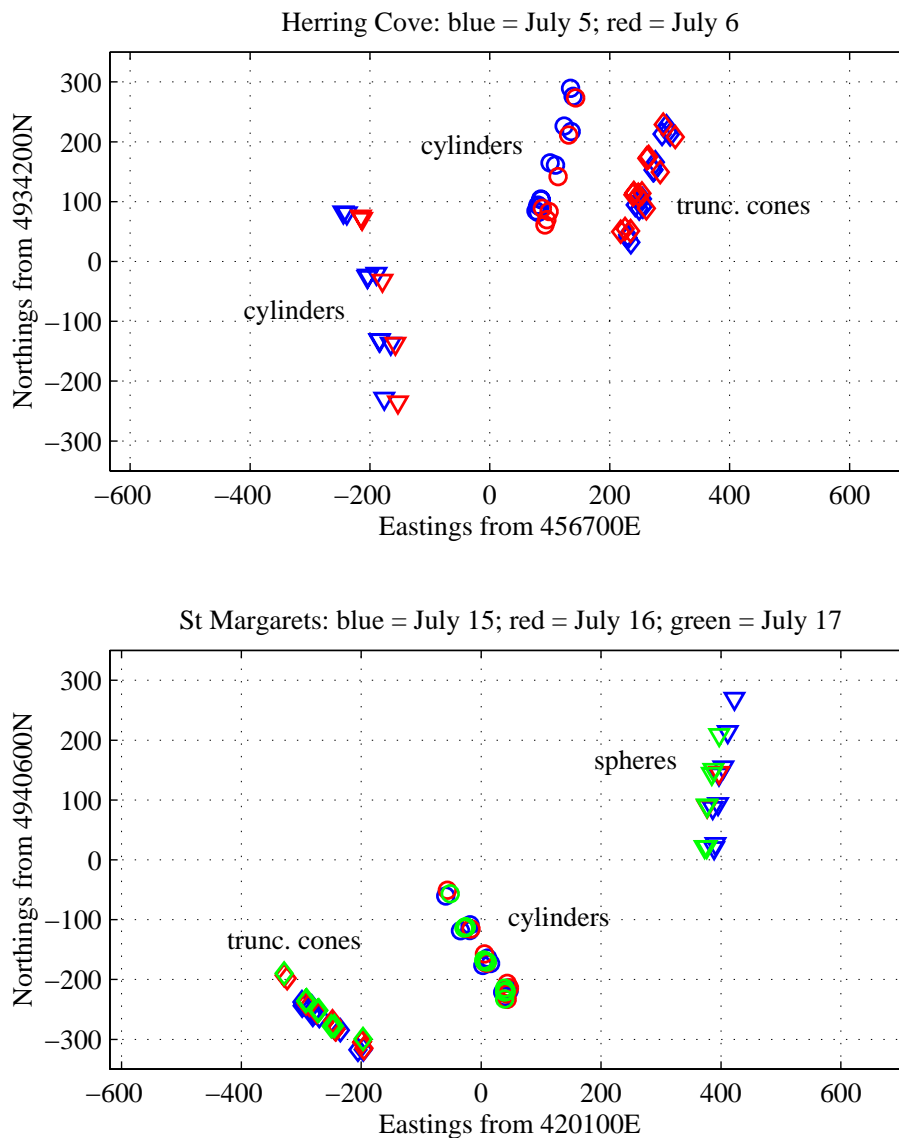 Herring Cove: blue = July 5; red = July 6
300
200
100
0
−100
−200
−300
Northings from 4934200N
cylinders
trunc. cones
cylinders
−600 −400 −200 0 200 400 600
Eastings from 456700E
St Margarets: blue = July 15; red = July 16; green = July 17
300
200
100
0
−100
−200
−300
Northings from 4940600N
spheres
cylinders
trunc. cones
−600 −400 −200 0 200 400 600
Eastings from 420100E